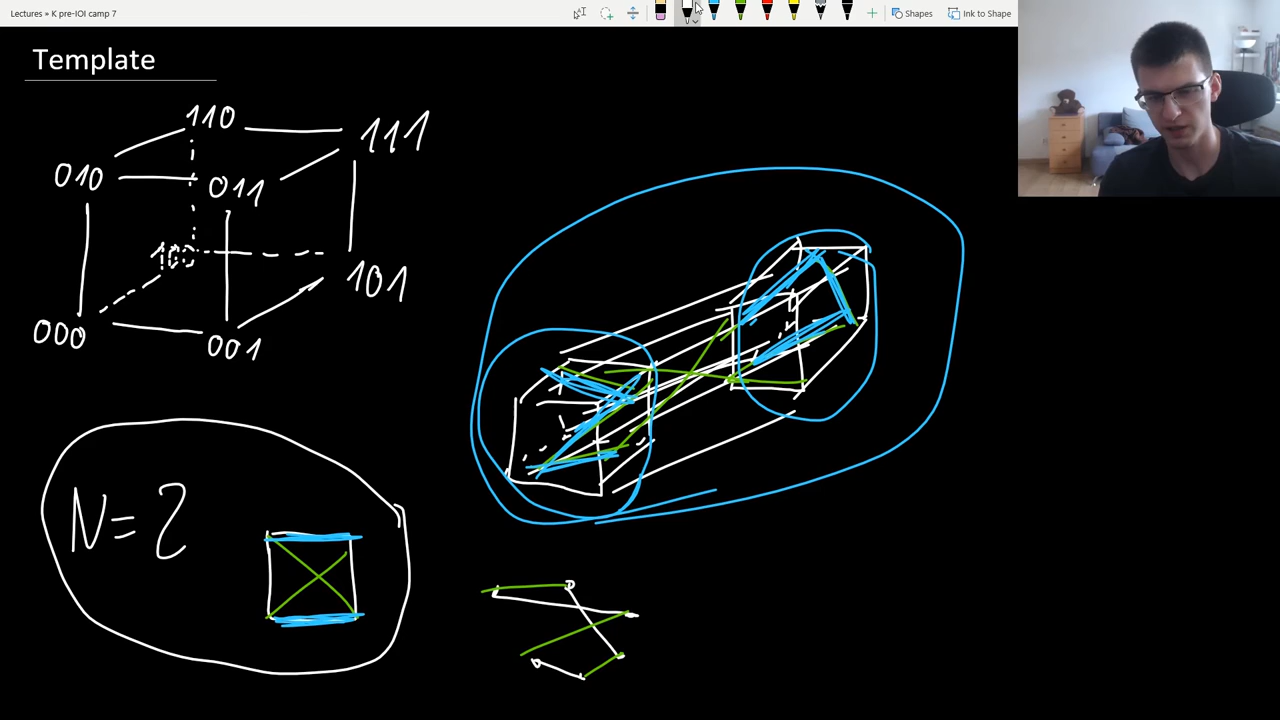 Lectures » K pre-IOI camp 7
Shapes
Ink to Shape
Template
110
111
010
011
100
101
000
001
N=2